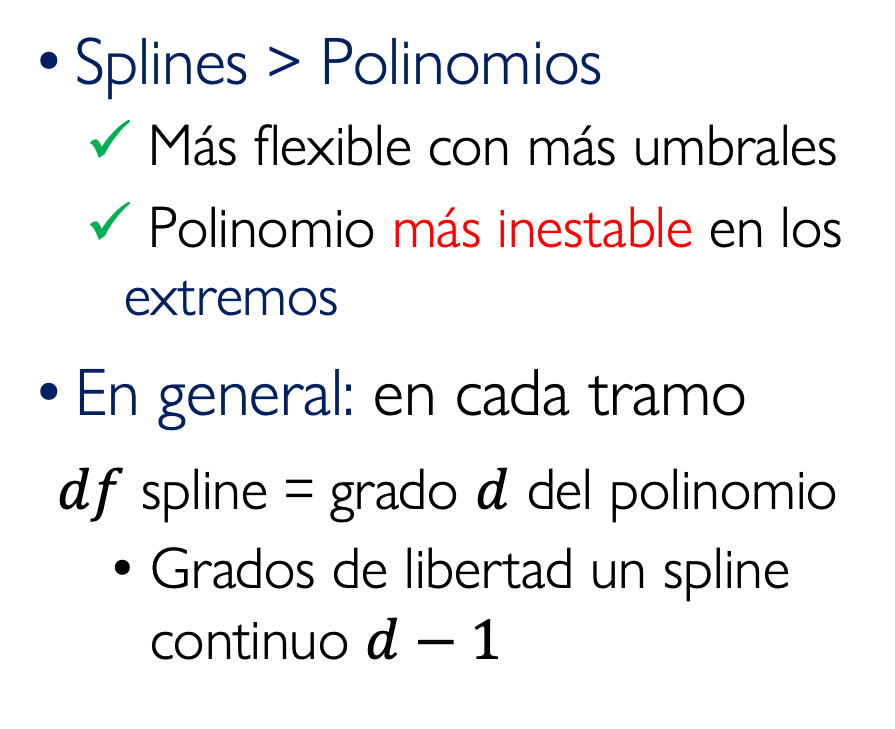 • Splines > Polinomios
✓ Más flexible con más umbrales
✓ Polinomio más inestable en los
extremos
• En general: en cada tramo
df spline = grado d del polinomio
• Grados de libertad un spline
continuo d − 1